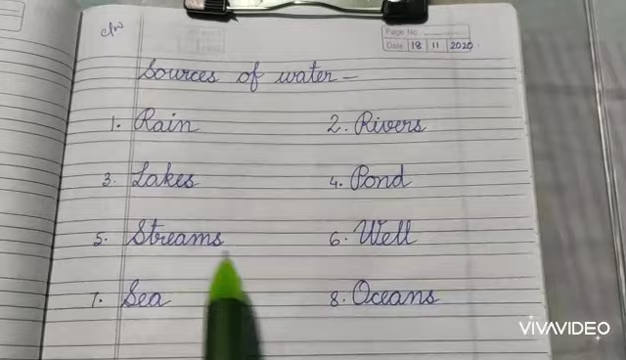 c/w
Page No
Date 18 11 2020
Sources of water –
1. Rain 2. Rivers
3. Lakes 4. Pond
5. Streams 6. Well
7. Sea 8. Oceans
VIVAVIDEO